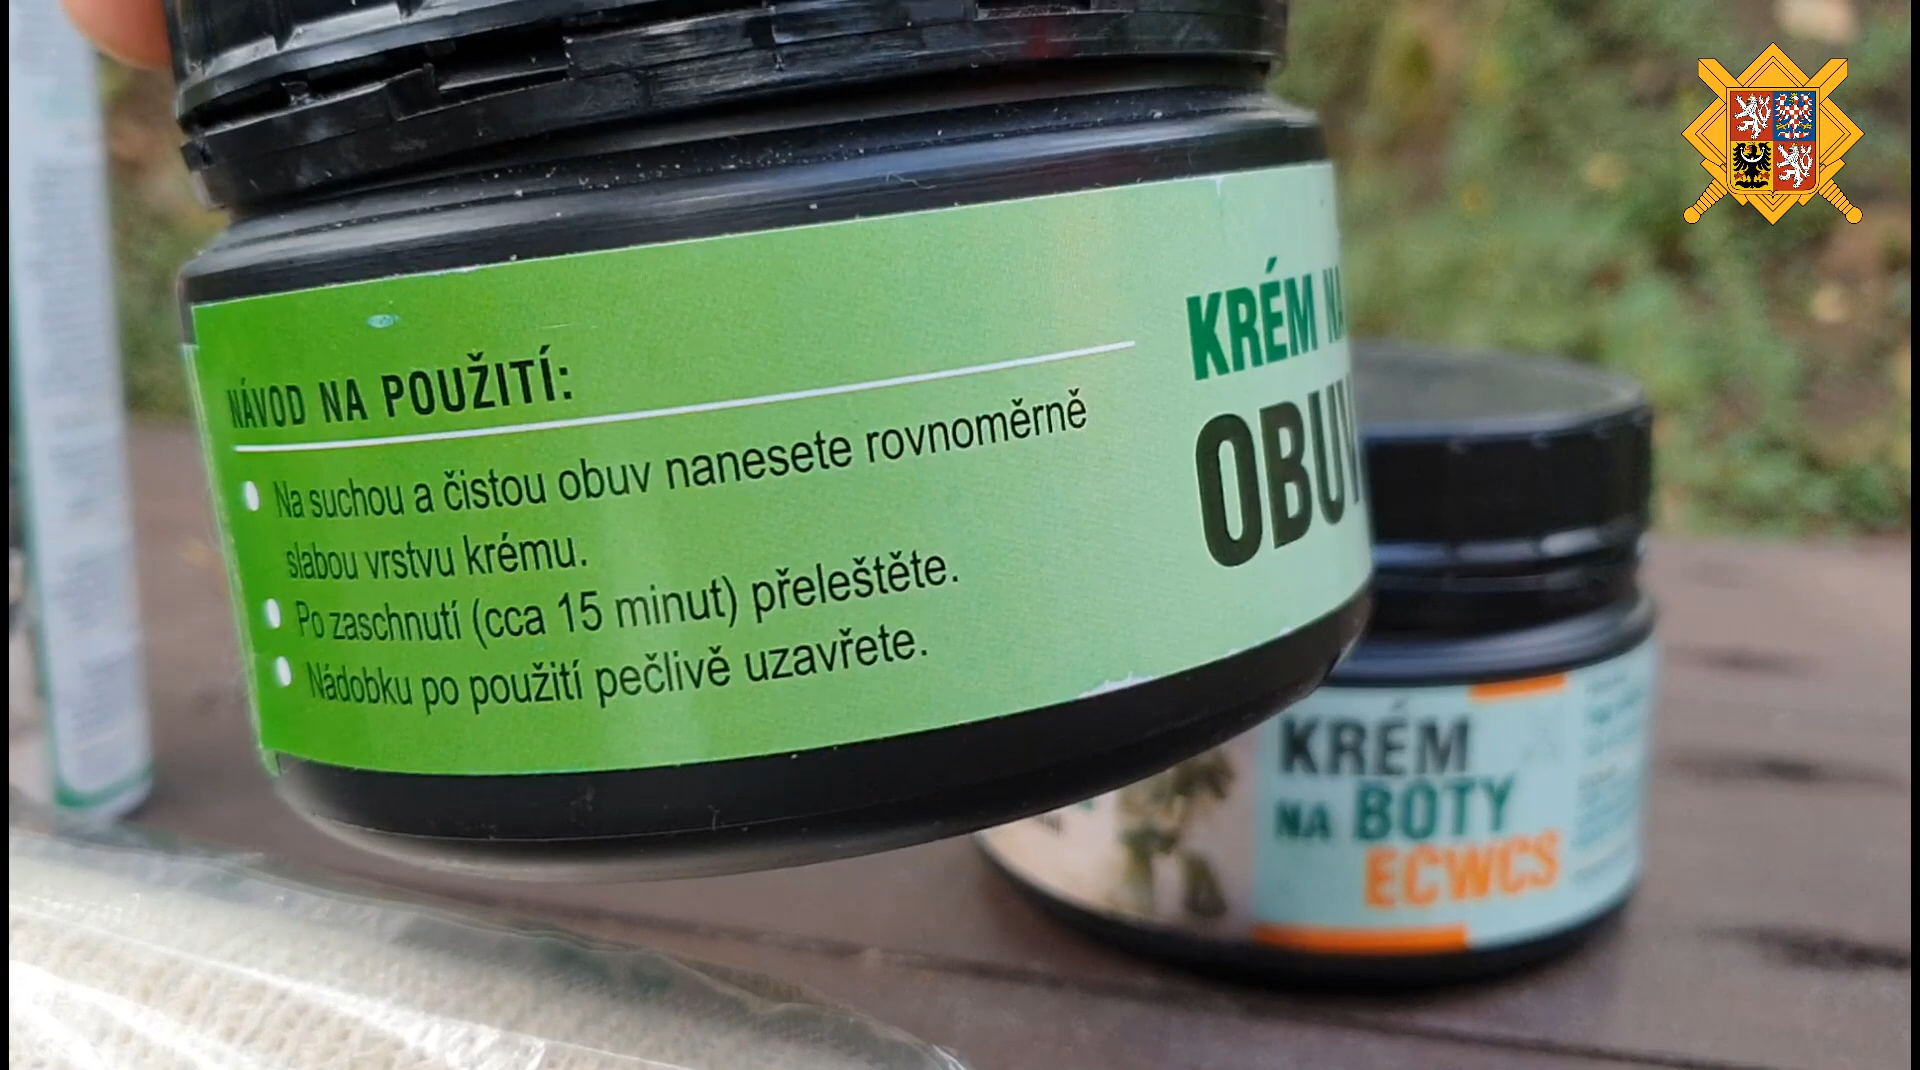 NÁVOD NA POUŽITÍ:
Na suchou a čistou obuv nanesete rovnoměrně
slabou vrstvu krému.
Po zaschnutí (cca 15 minut) přeleštěte.
Nádobku po použití pečlivě uzavřete.
KRÉM NA
OBUV
KRÉM
NA BOTY
ECWCS